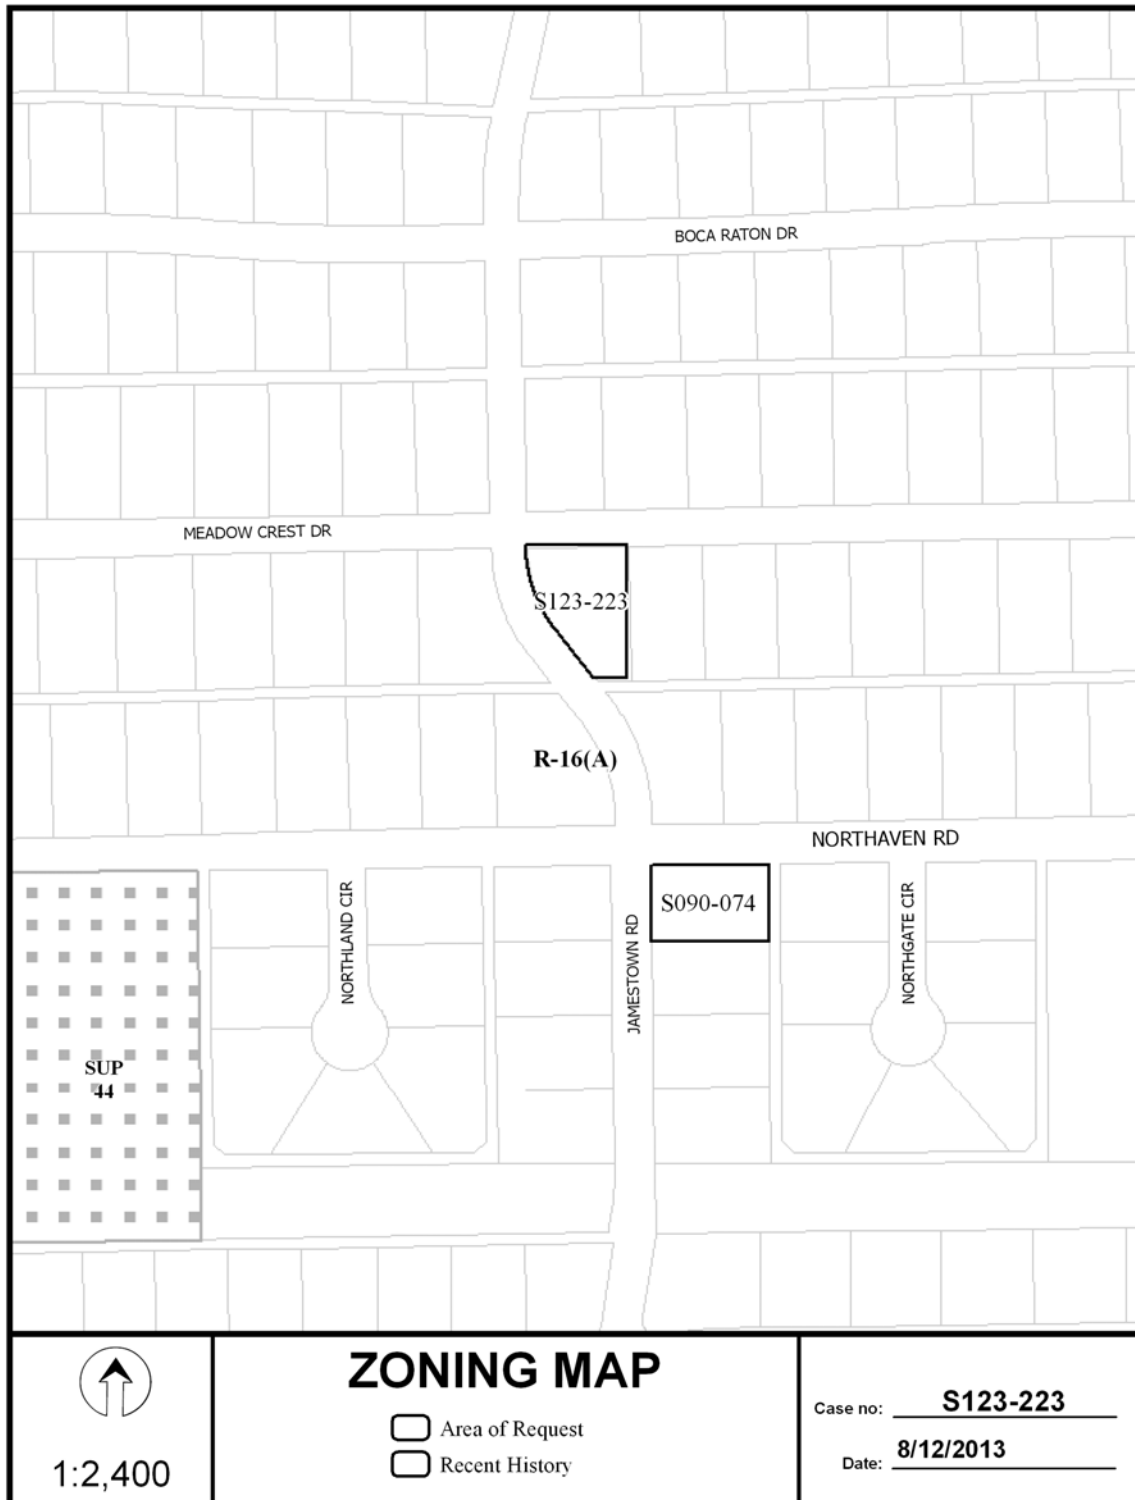 BOCA RATON DR
MEADOW CREST DR
S123-223
R-16(A)
NORTHAVEN RD
S090-074
NORTHLAND CIR
JAMESTOWN RD
NORTHGATE CIR
SUP
44
1:2,400
ZONING MAP
Area of Request
Recent History
Case no: S123-223
Date: 8/12/2013